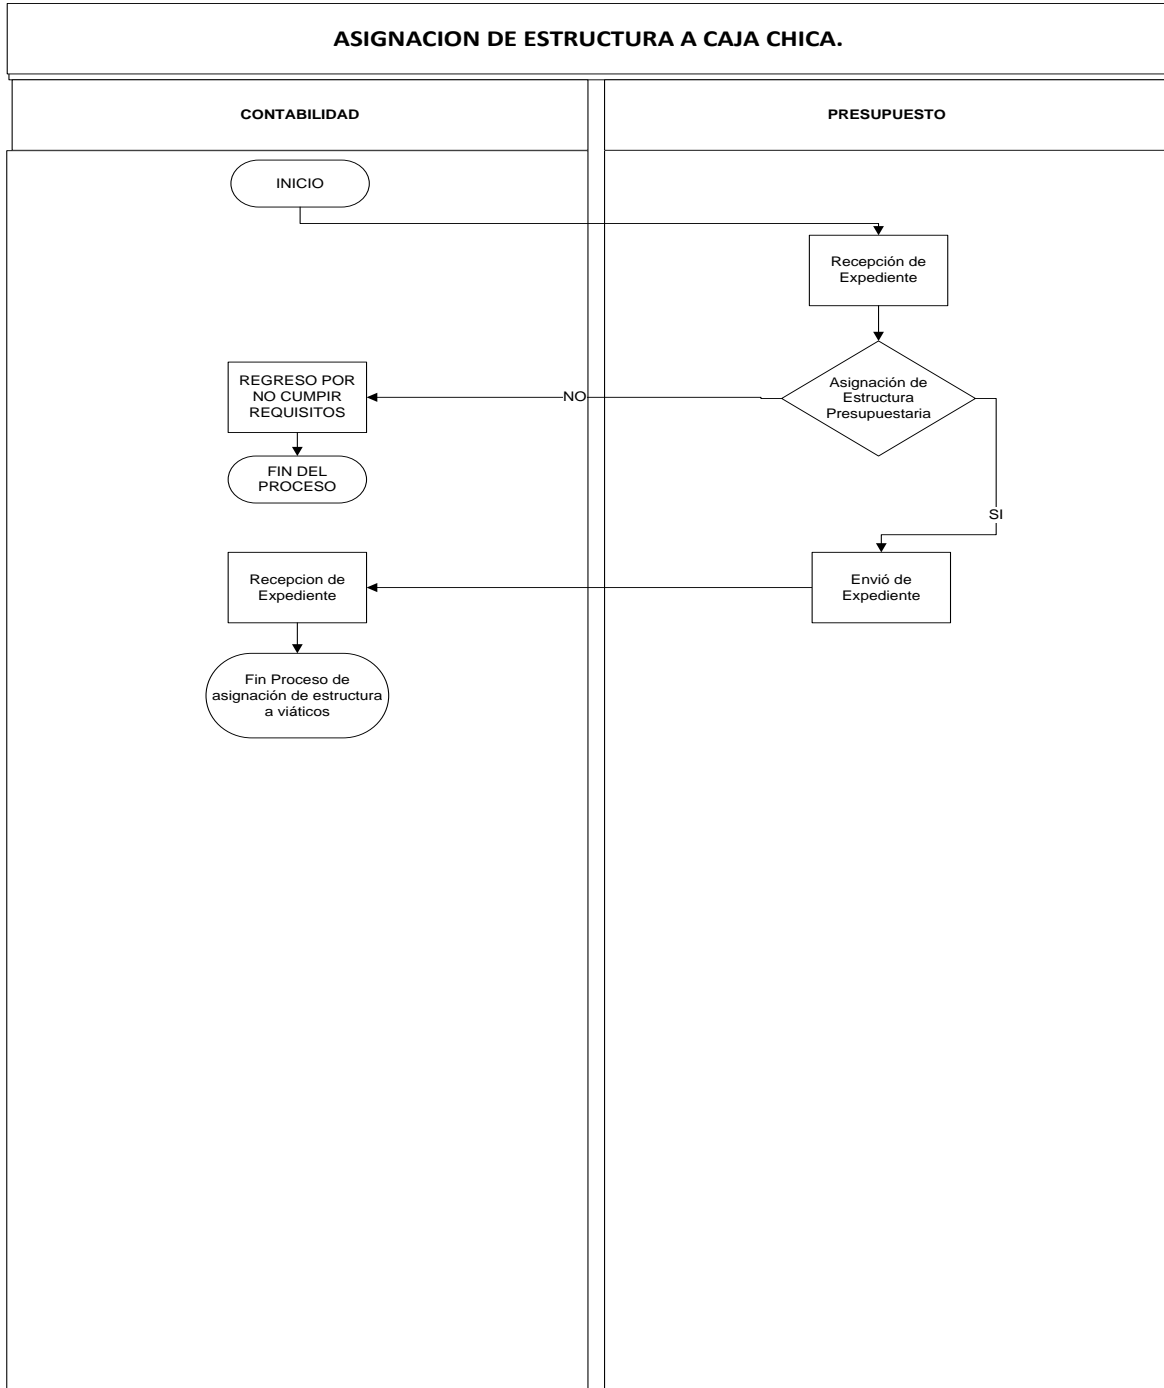 ASIGNACION DE ESTRUCTURA A CAJA CHICA.
CONTABILIDAD
PRESUPUESTO
INICIO
Recepción de
Expediente
Asignación de
Estructura
Presupuestaria
NO
REGRESO POR
NO CUMPIR
REQUISITOS
FIN DEL
PROCESO
SI
Envió de
Expediente
Recepcion de
Expediente
Fin Proceso de
asignación de estructura
a viáticos